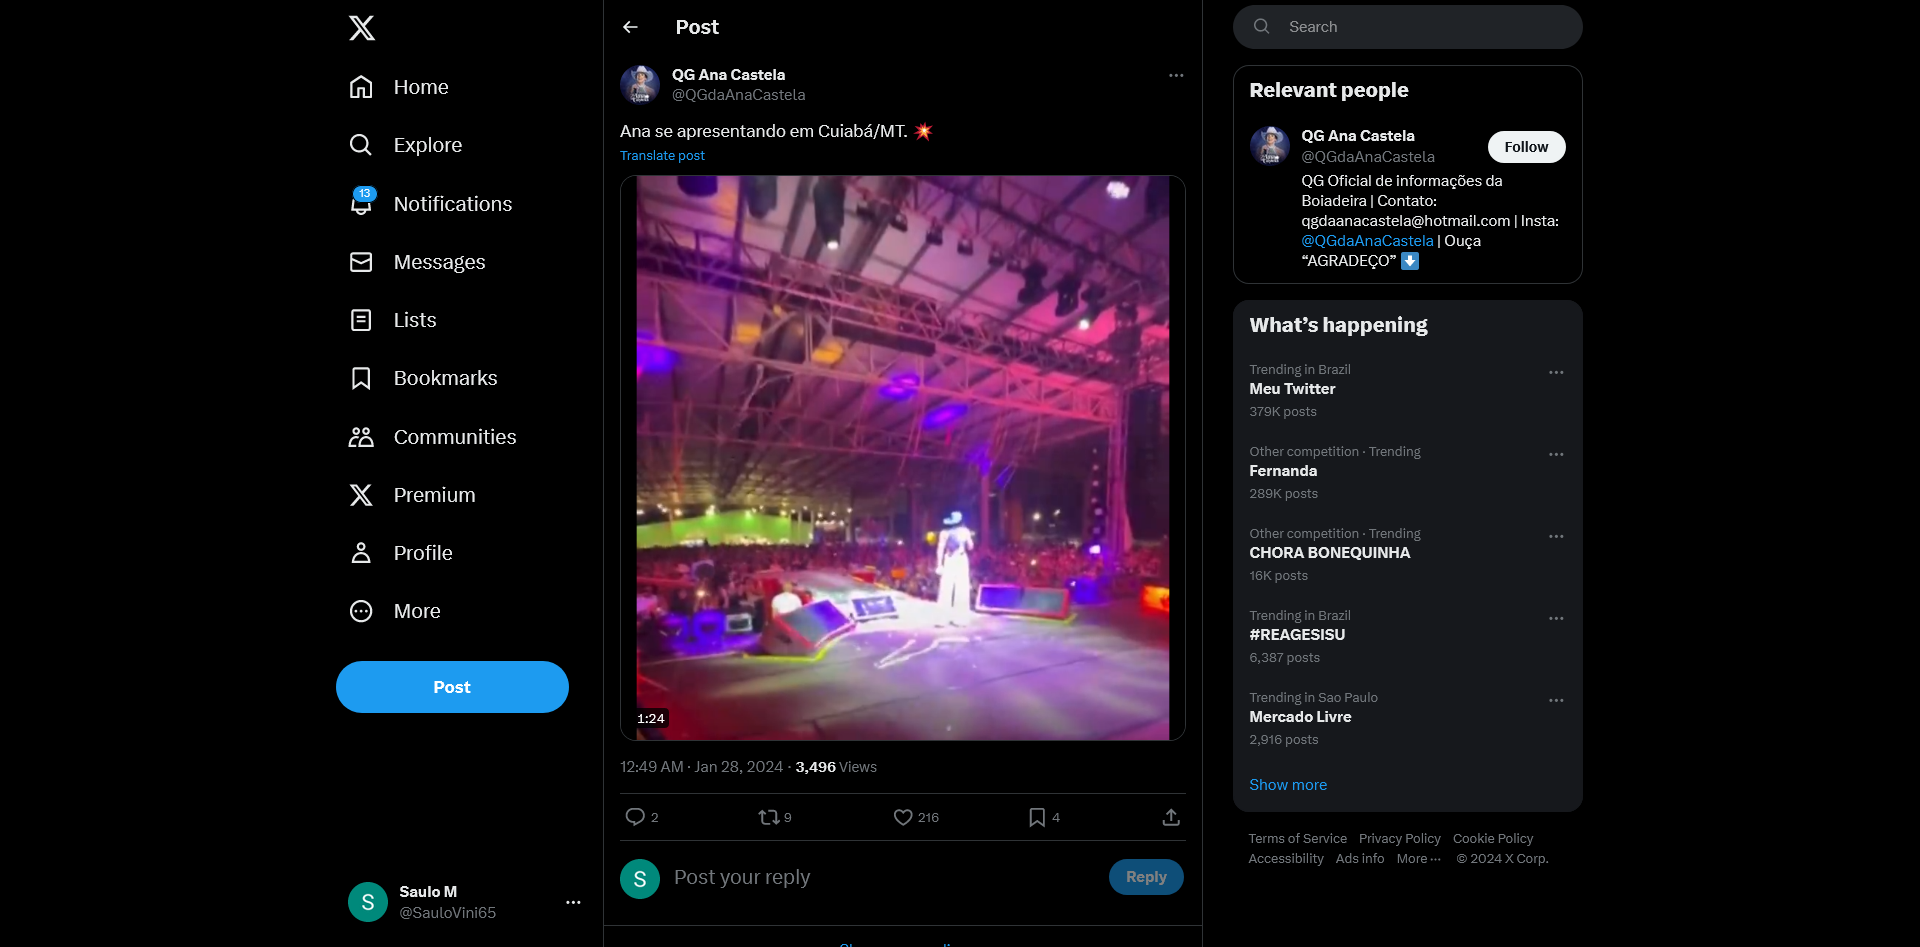 Home
Explore
13
Notifications
Messages
Lists
Bookmarks
Communities
Premium
Profile
More
Post
Saulo M
@SauloVini65
Post
QG Ana Castela
@QGdaAnaCastela
Ana se apresentando em Cuiabá/MT. 💥
Translate post
1:24
12:49 AM · Jan 28, 2024 · 3,496 Views
2 9 216 4
S
Post your reply
Reply
S
Search
Relevant people
QG Ana Castela
@QGdaAnaCastela
Follow
QG Oficial de informações da
Boiadeira | Contato:
qgdaanacastela@hotmail.com | Insta:
@QGdaAnaCastela | Ouça
“AGRADEÇO” ⬇️
What’s happening
Trending in Brazil
Meu Twitter
379K posts
Other competition · Trending
Fernanda
289K posts
Other competition · Trending
CHORA BONEQUINHA
16K posts
Trending in Brazil
#REAGESISU
6,387 posts
Trending in Sao Paulo
Mercado Livre
2,916 posts
Show more
Terms of Service Privacy Policy Cookie Policy
Accessibility Ads info More ··· © 2024 X Corp.